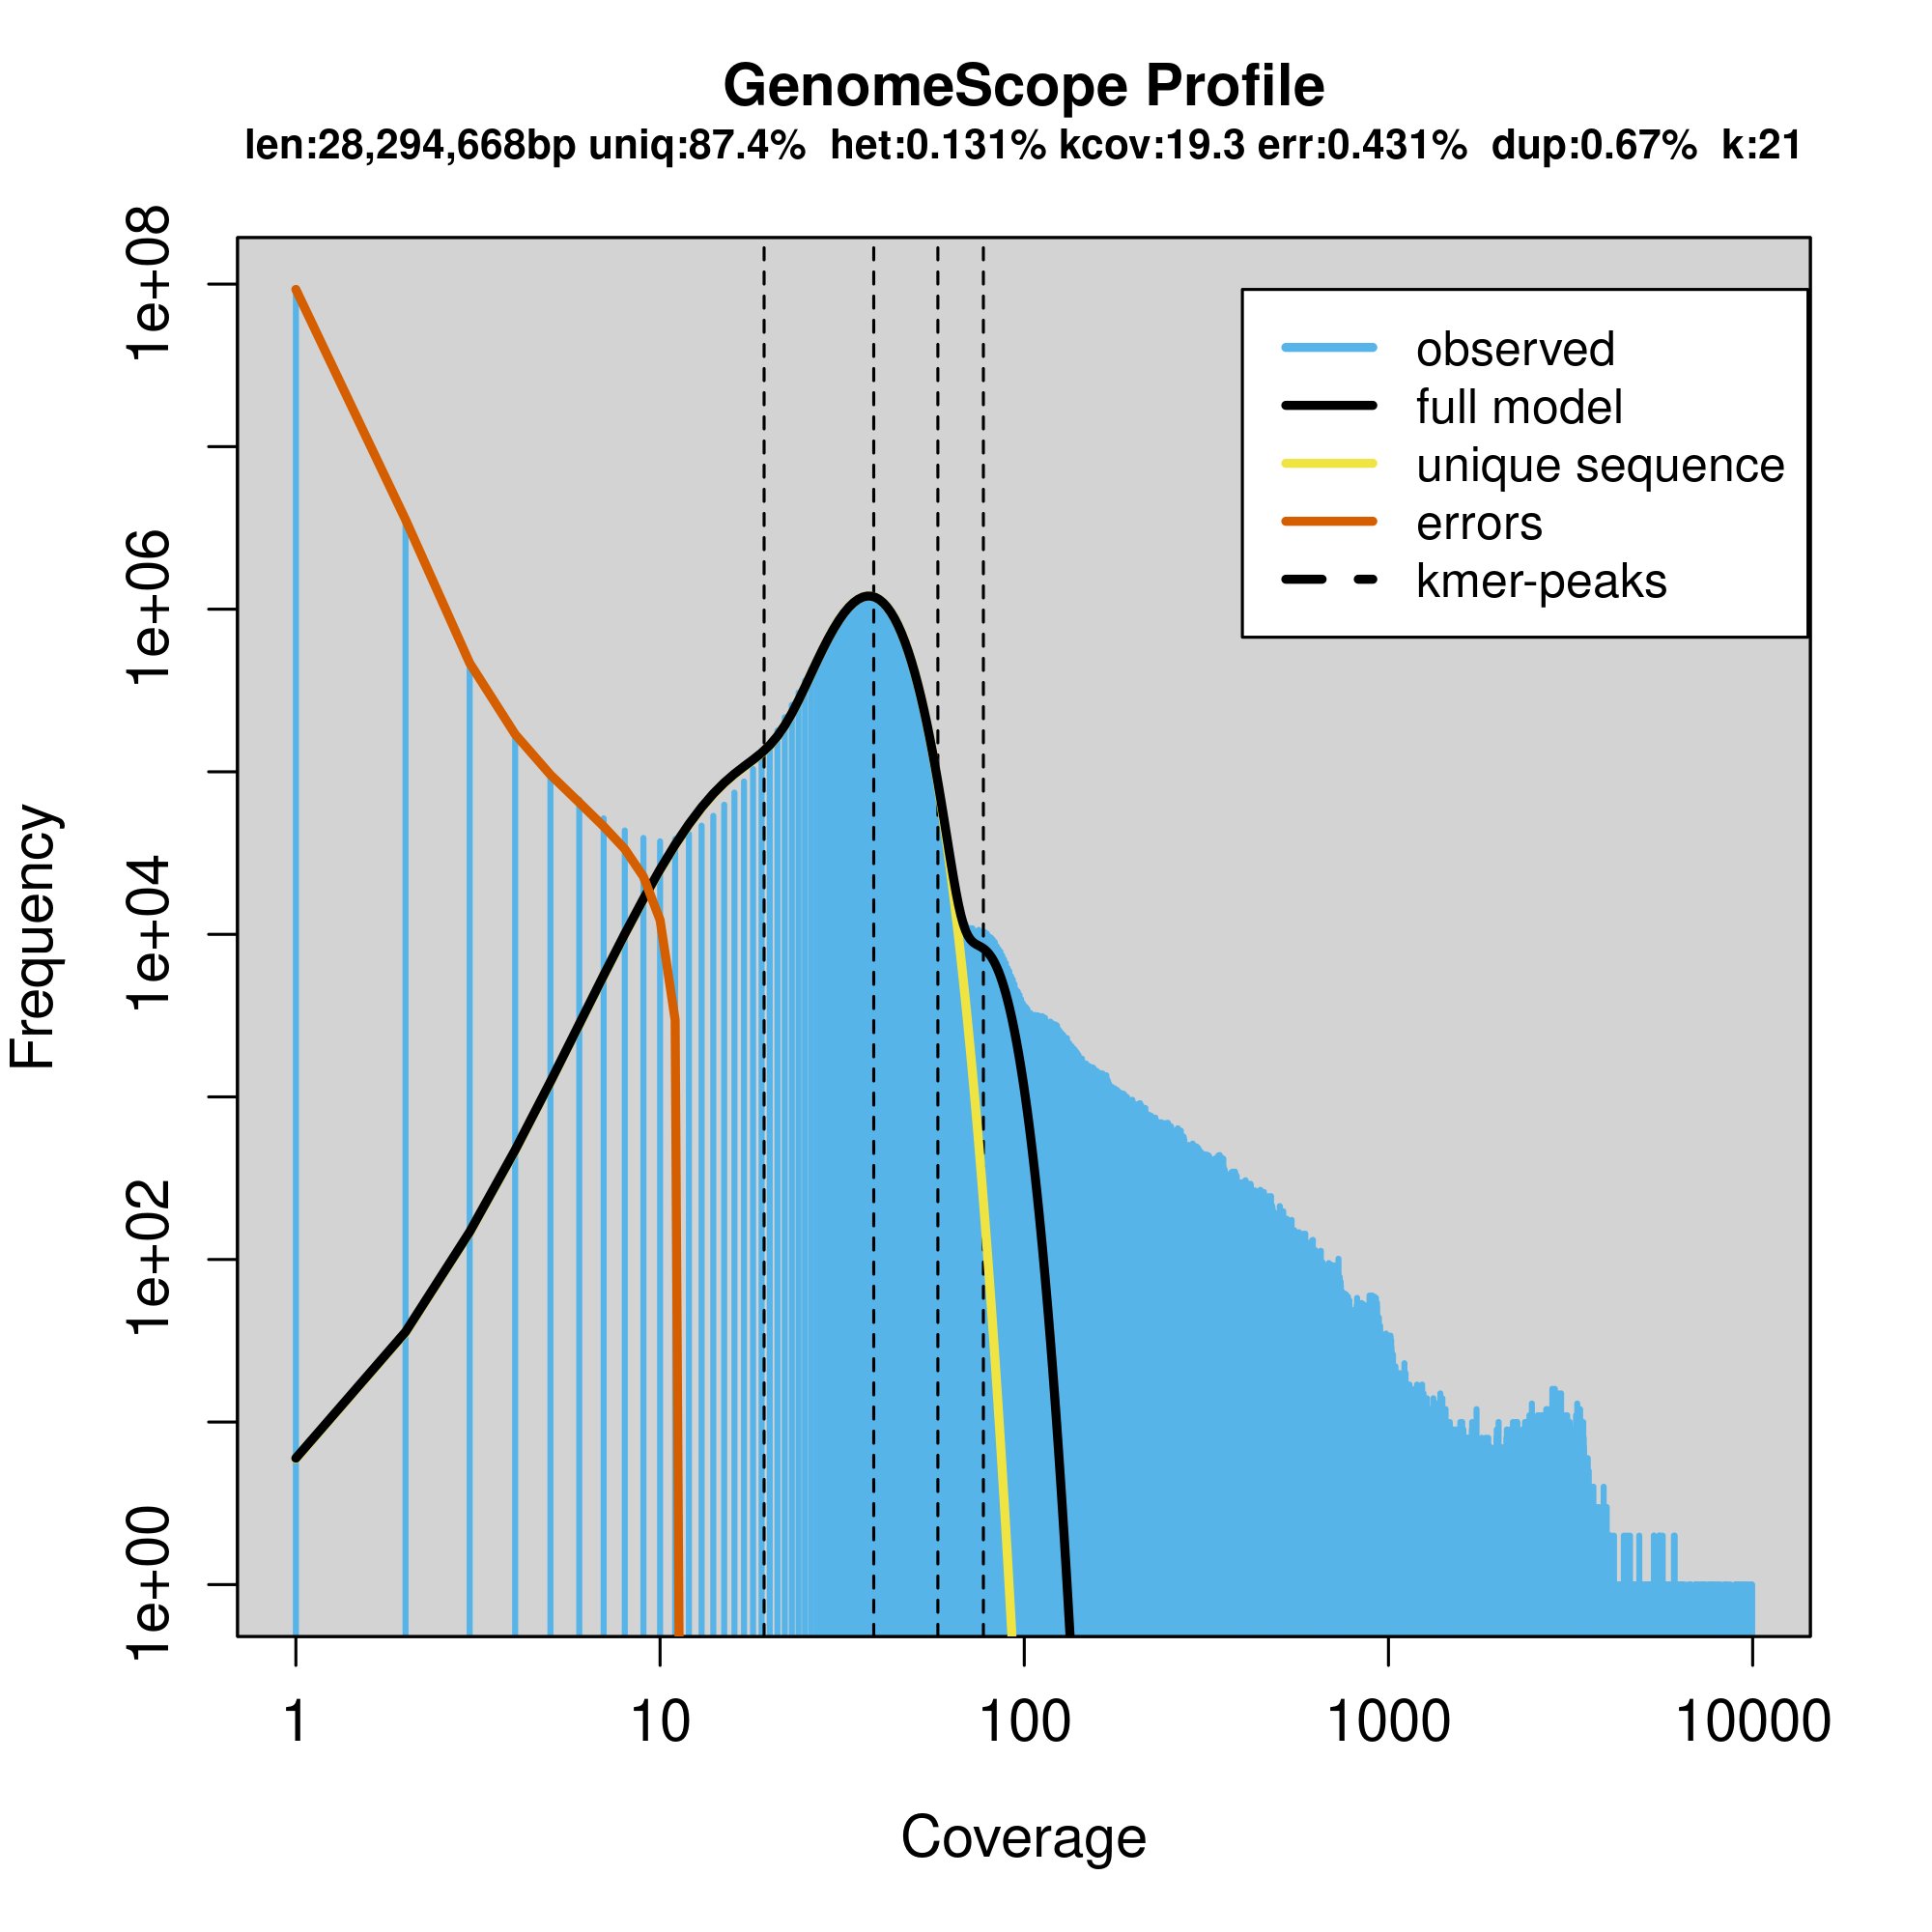 GenomeScope Profile
len:28,294,668bp uniq:87.4% het:0.131% kcov:19.3 err:0.431% dup:0.67% k:21
observed
full model
unique sequence
errors
kmer-peaks
Frequency
1e+08
1e+06
1e+04
1e+02
1e+00
1 10 100 1000 10000
Coverage